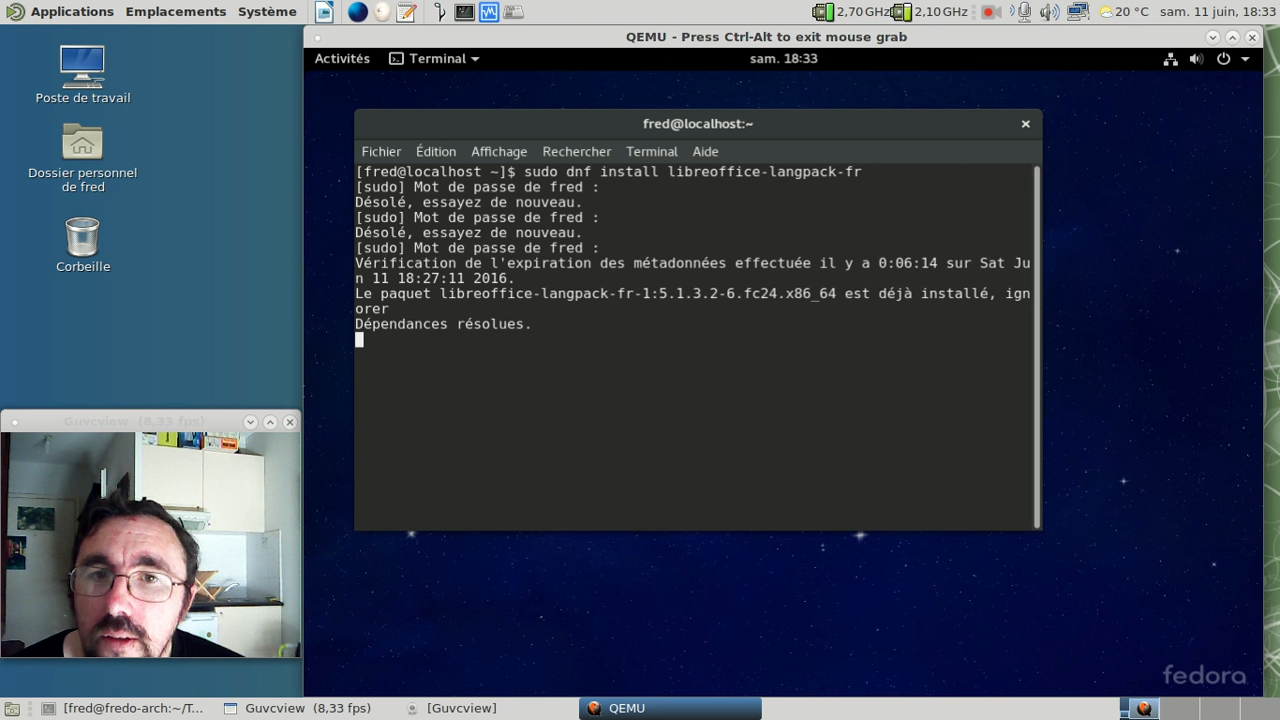 Applications Emplacements Système 2,70 GHz 2,10 GHz 20 °C sam. 11 juin, 18:33
QEMU - Press Ctrl-Alt to exit mouse grab
Activités Terminal sam. 18:33
Poste de travail
Dossier personnel
de fred
Corbeille
fred@localhost:~
Fichier Édition Affichage Rechercher Terminal Aide
[fred@localhost ~]$ sudo dnf install libreoffice-langpack-fr
[sudo] Mot de passe de fred :
Désolé, essayez de nouveau.
[sudo] Mot de passe de fred :
Désolé, essayez de nouveau.
[sudo] Mot de passe de fred :
Vérification de l'expiration des métadonnées effectuée il y a 0:06:14 sur Sat Ju
n 11 18:27:11 2016.
Le paquet libreoffice-langpack-fr-1:5.1.3.2-6.fc24.x86_64 est déjà installé, ign
orer
Dépendances résolues.
Guvcview (8,33 fps)
fedora
[fred@fredo-arch:~/T... Guvcview (8,33 fps) [Guvcview] QEMU